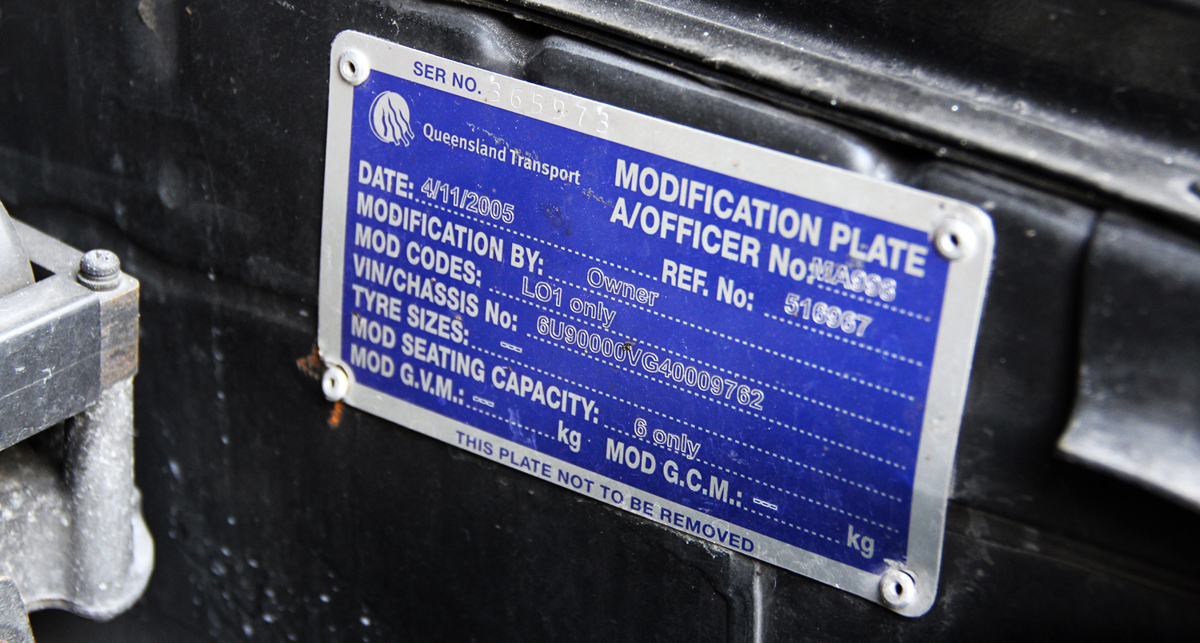 SER NO. 365973
Queensland Transport
MODIFICATION PLATE
DATE: 4/11/2005 A/OFFICER No: MA996
MODIFICATION BY: Owner REF. No: 516967
MOD CODES: LO1 only
VIN/CHASSIS No: 6U90000VG40009762
TYRE SIZES: ---
MOD SEATING CAPACITY: 6 only
MOD G.V.M.: --- kg MOD G.C.M.: --- kg
THIS PLATE NOT TO BE REMOVED